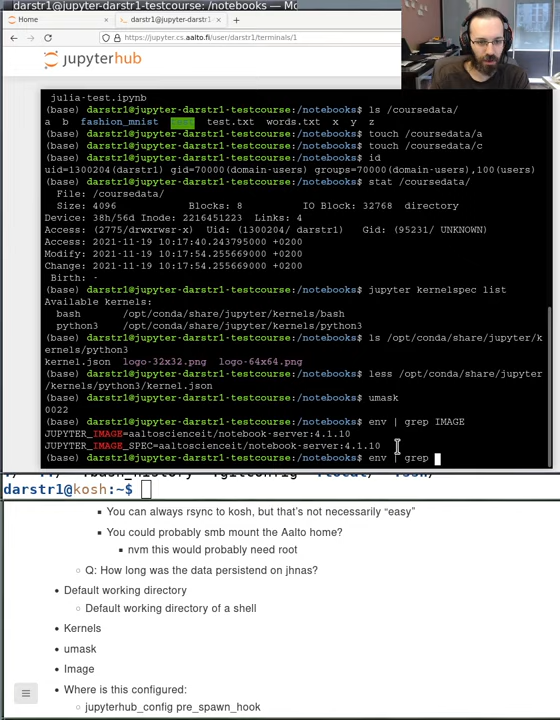 darstr1@jupyter-darstr1-testcourse: /notebooks — Mo
Home × darstr1@jupyter-darstr1-testc ×
https://jupyter.cs.aalto.fi/user/darstr1/terminals/1
jupyterhub
julia-test.ipynb
(base) darstr1@jupyter-darstr1-testcourse:/notebooks$ ls /coursedata/
a b fashion_mnist test test.txt words.txt x y z
(base) darstr1@jupyter-darstr1-testcourse:/notebooks$ touch /coursedata/a
(base) darstr1@jupyter-darstr1-testcourse:/notebooks$ touch /coursedata/c
(base) darstr1@jupyter-darstr1-testcourse:/notebooks$ id
uid=1300204(darstr1) gid=70000(domain-users) groups=70000(domain-users),100(users)
(base) darstr1@jupyter-darstr1-testcourse:/notebooks$ stat /coursedata/
File: /coursedata/
Size: 4096 Blocks: 8 IO Block: 32768 directory
Device: 38h/56d Inode: 2216451223 Links: 4
Access: (2775/drwxrwsr-x) Uid: (1300204/ darstr1) Gid: (95231/ UNKNOWN)
Access: 2021-11-19 10:17:40.243795000 +0200
Modify: 2021-11-19 10:17:54.255669000 +0200
Change: 2021-11-19 10:17:54.255669000 +0200
Birth: -
(base) darstr1@jupyter-darstr1-testcourse:/notebooks$ jupyter kernelspec list
Available kernels:
bash /opt/conda/share/jupyter/kernels/bash
python3 /opt/conda/share/jupyter/kernels/python3
(base) darstr1@jupyter-darstr1-testcourse:/notebooks$ ls /opt/conda/share/jupyter/k
ernels/python3
kernel.json logo-32x32.png logo-64x64.png
(base) darstr1@jupyter-darstr1-testcourse:/notebooks$ less /opt/conda/share/jupyter
/kernels/python3/kernel.json
(base) darstr1@jupyter-darstr1-testcourse:/notebooks$ umask
0022
(base) darstr1@jupyter-darstr1-testcourse:/notebooks$ env | grep IMAGE
JUPYTER_IMAGE=aaltoscienceit/notebook-server:4.1.10
JUPYTER_IMAGE_SPEC=aaltoscienceit/notebook-server:4.1.10
(base) darstr1@jupyter-darstr1-testcourse:/notebooks$ env | grep
darstr1@kosh:~$
◦ You can always rsync to kosh, but that's not necessarily “easy”
▪ You could probably smb mount the Aalto home?
▪ nvm this would probably need root
◦ Q: How long was the data persistend on jhnas?
• Default working directory
◦ Default working directory of a shell
• Kernels
• umask
• Image
• Where is this configured:
◦ jupyterhub_config pre_spawn_hook